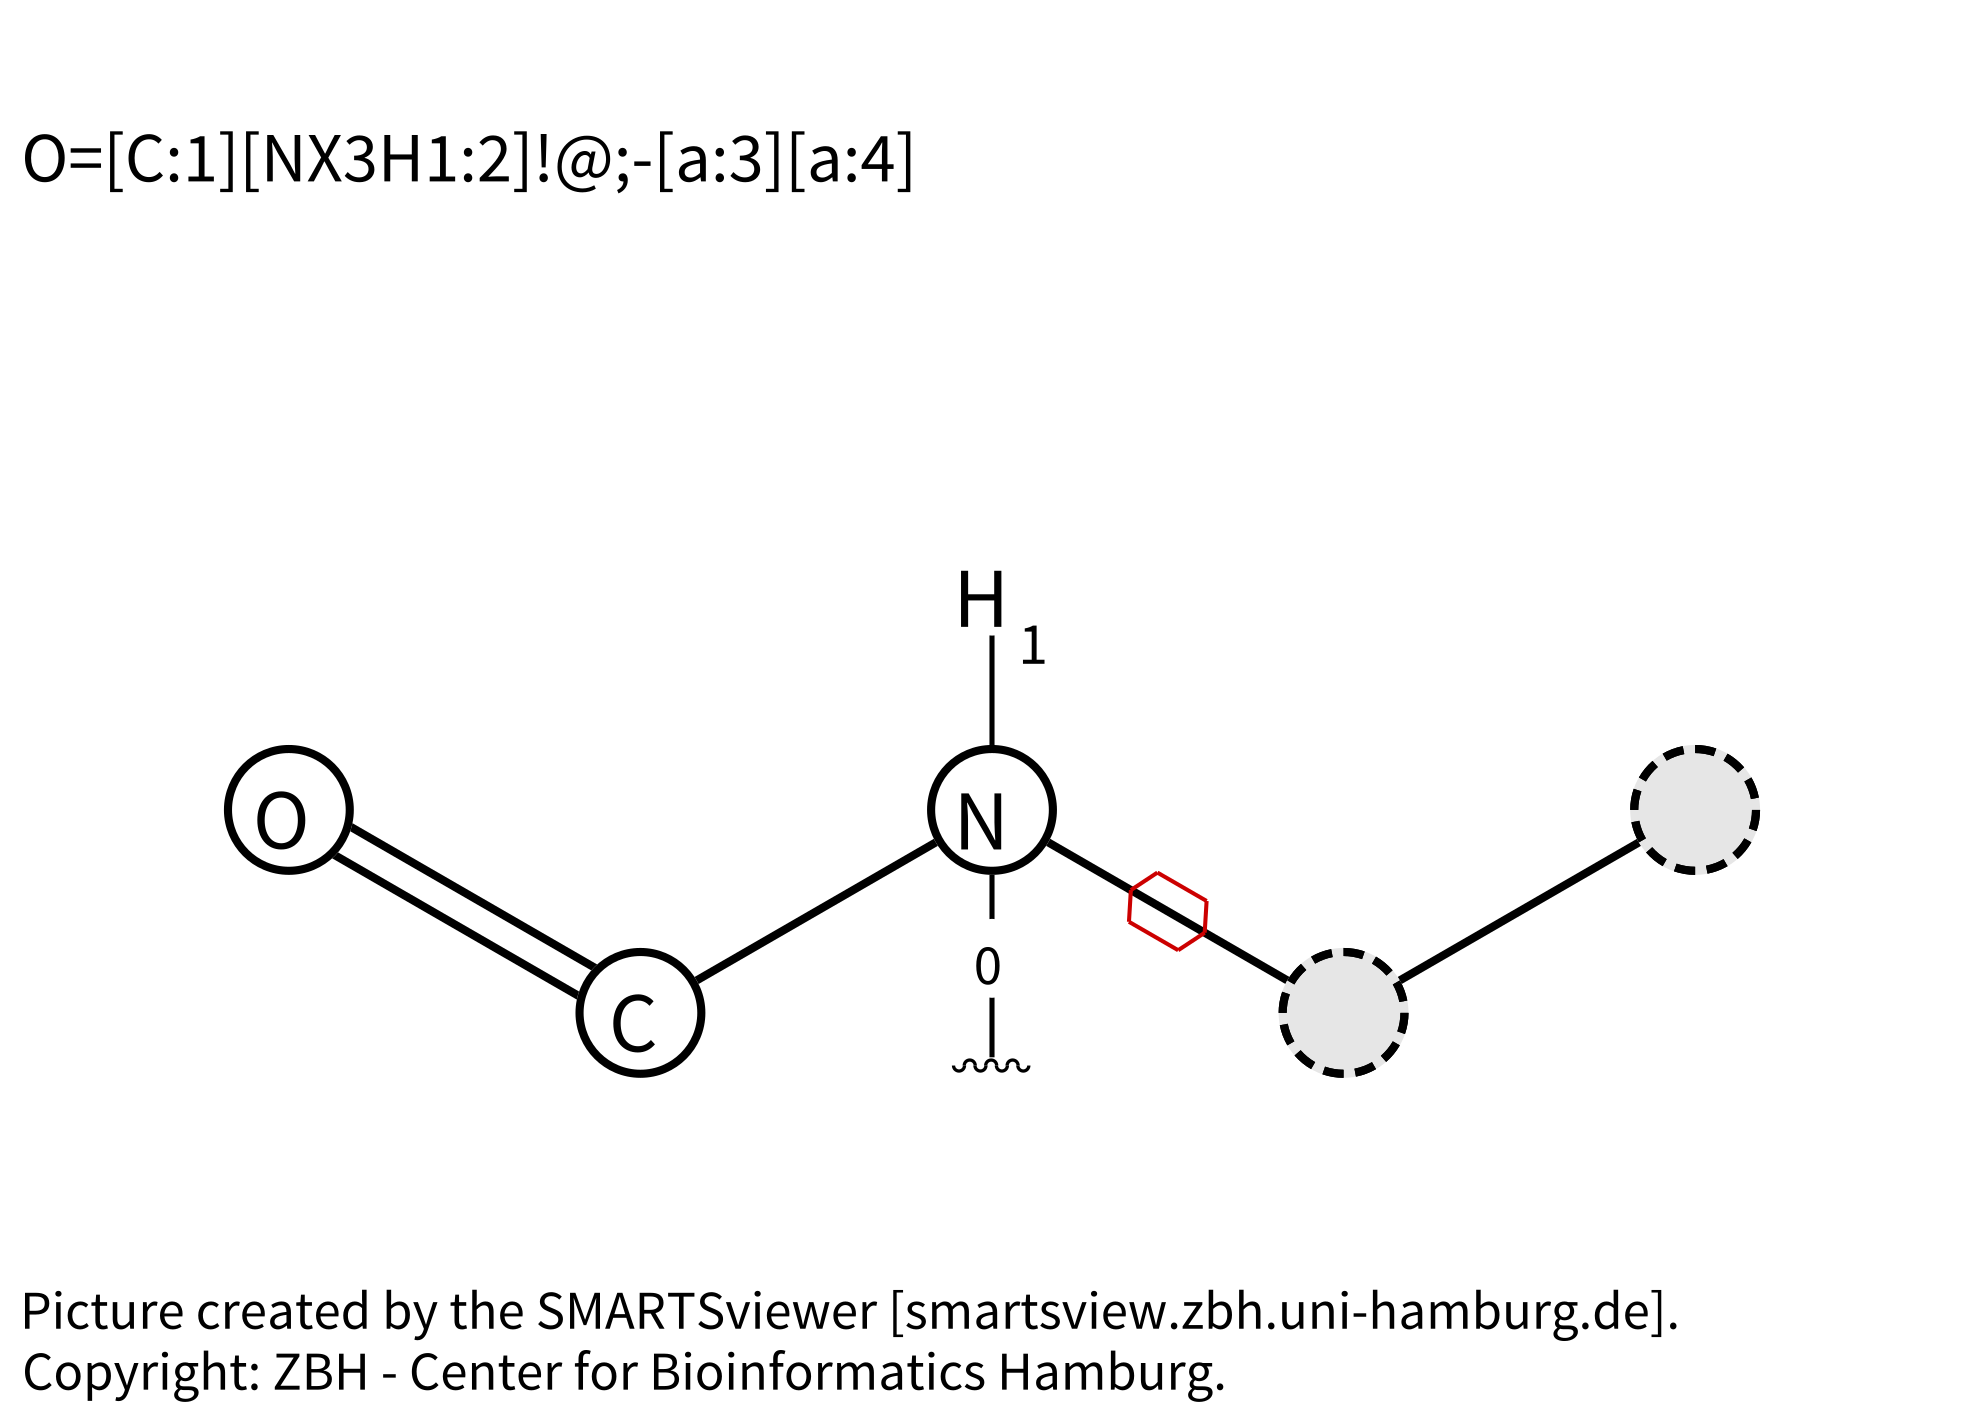 O=[C:1][NX3H1:2]!@;-[a:3][a:4]
H
1
O
N
C
0
Picture created by the SMARTSviewer [smartsview.zbh.uni-hamburg.de].
Copyright: ZBH - Center for Bioinformatics Hamburg.